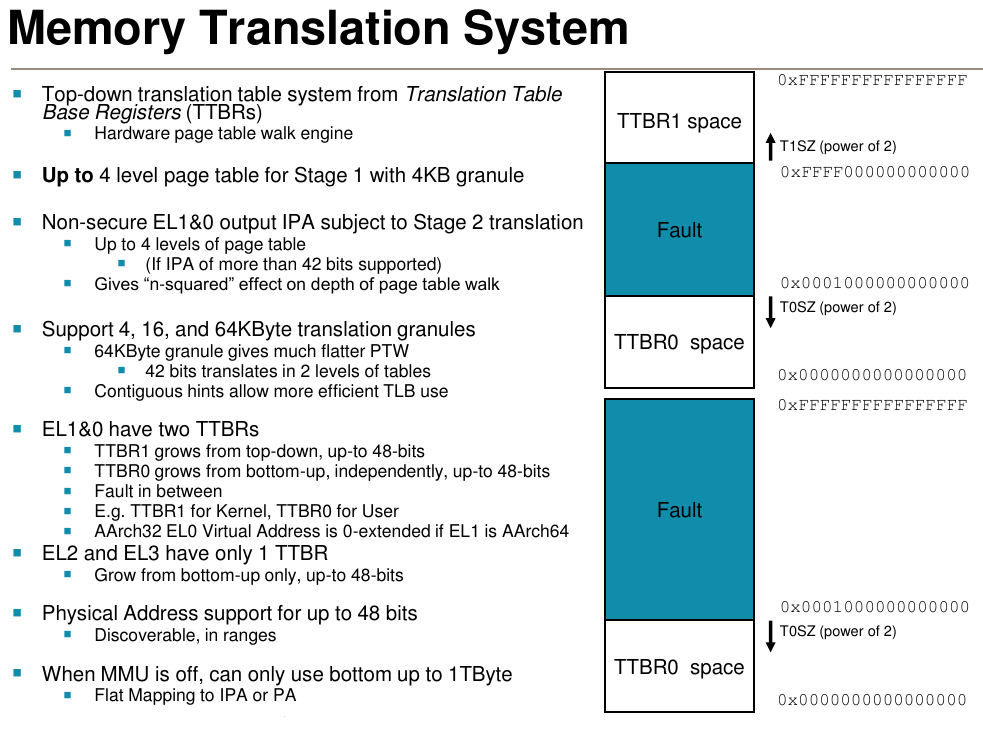 Memory Translation System
Top-down translation table system from Translation Table
Base Registers (TTBRs)
Hardware page table walk engine
Up to 4 level page table for Stage 1 with 4KB granule
Non-secure EL1&0 output IPA subject to Stage 2 translation
Up to 4 levels of page table
(If IPA of more than 42 bits supported)
Gives “n-squared” effect on depth of page table walk
Support 4, 16, and 64KByte translation granules
64KByte granule gives much flatter PTW
42 bits translates in 2 levels of tables
Contiguous hints allow more efficient TLB use
EL1&0 have two TTBRs
TTBR1 grows from top-down, up-to 48-bits
TTBR0 grows from bottom-up, independently, up-to 48-bits
Fault in between
E.g. TTBR1 for Kernel, TTBR0 for User
AArch32 EL0 Virtual Address is 0-extended if EL1 is AArch64
EL2 and EL3 have only 1 TTBR
Grow from bottom-up only, up-to 48-bits
Physical Address support for up to 48 bits
Discoverable, in ranges
When MMU is off, can only use bottom up to 1TByte
Flat Mapping to IPA or PA
0xFFFFFFFFFFFFFFFF
TTBR1 space
T1SZ (power of 2)
0xFFFF000000000000
Fault
0x0001000000000000
T0SZ (power of 2)
TTBR0 space
0x0000000000000000
0xFFFFFFFFFFFFFFFF
Fault
0x0001000000000000
T0SZ (power of 2)
TTBR0 space
0x0000000000000000